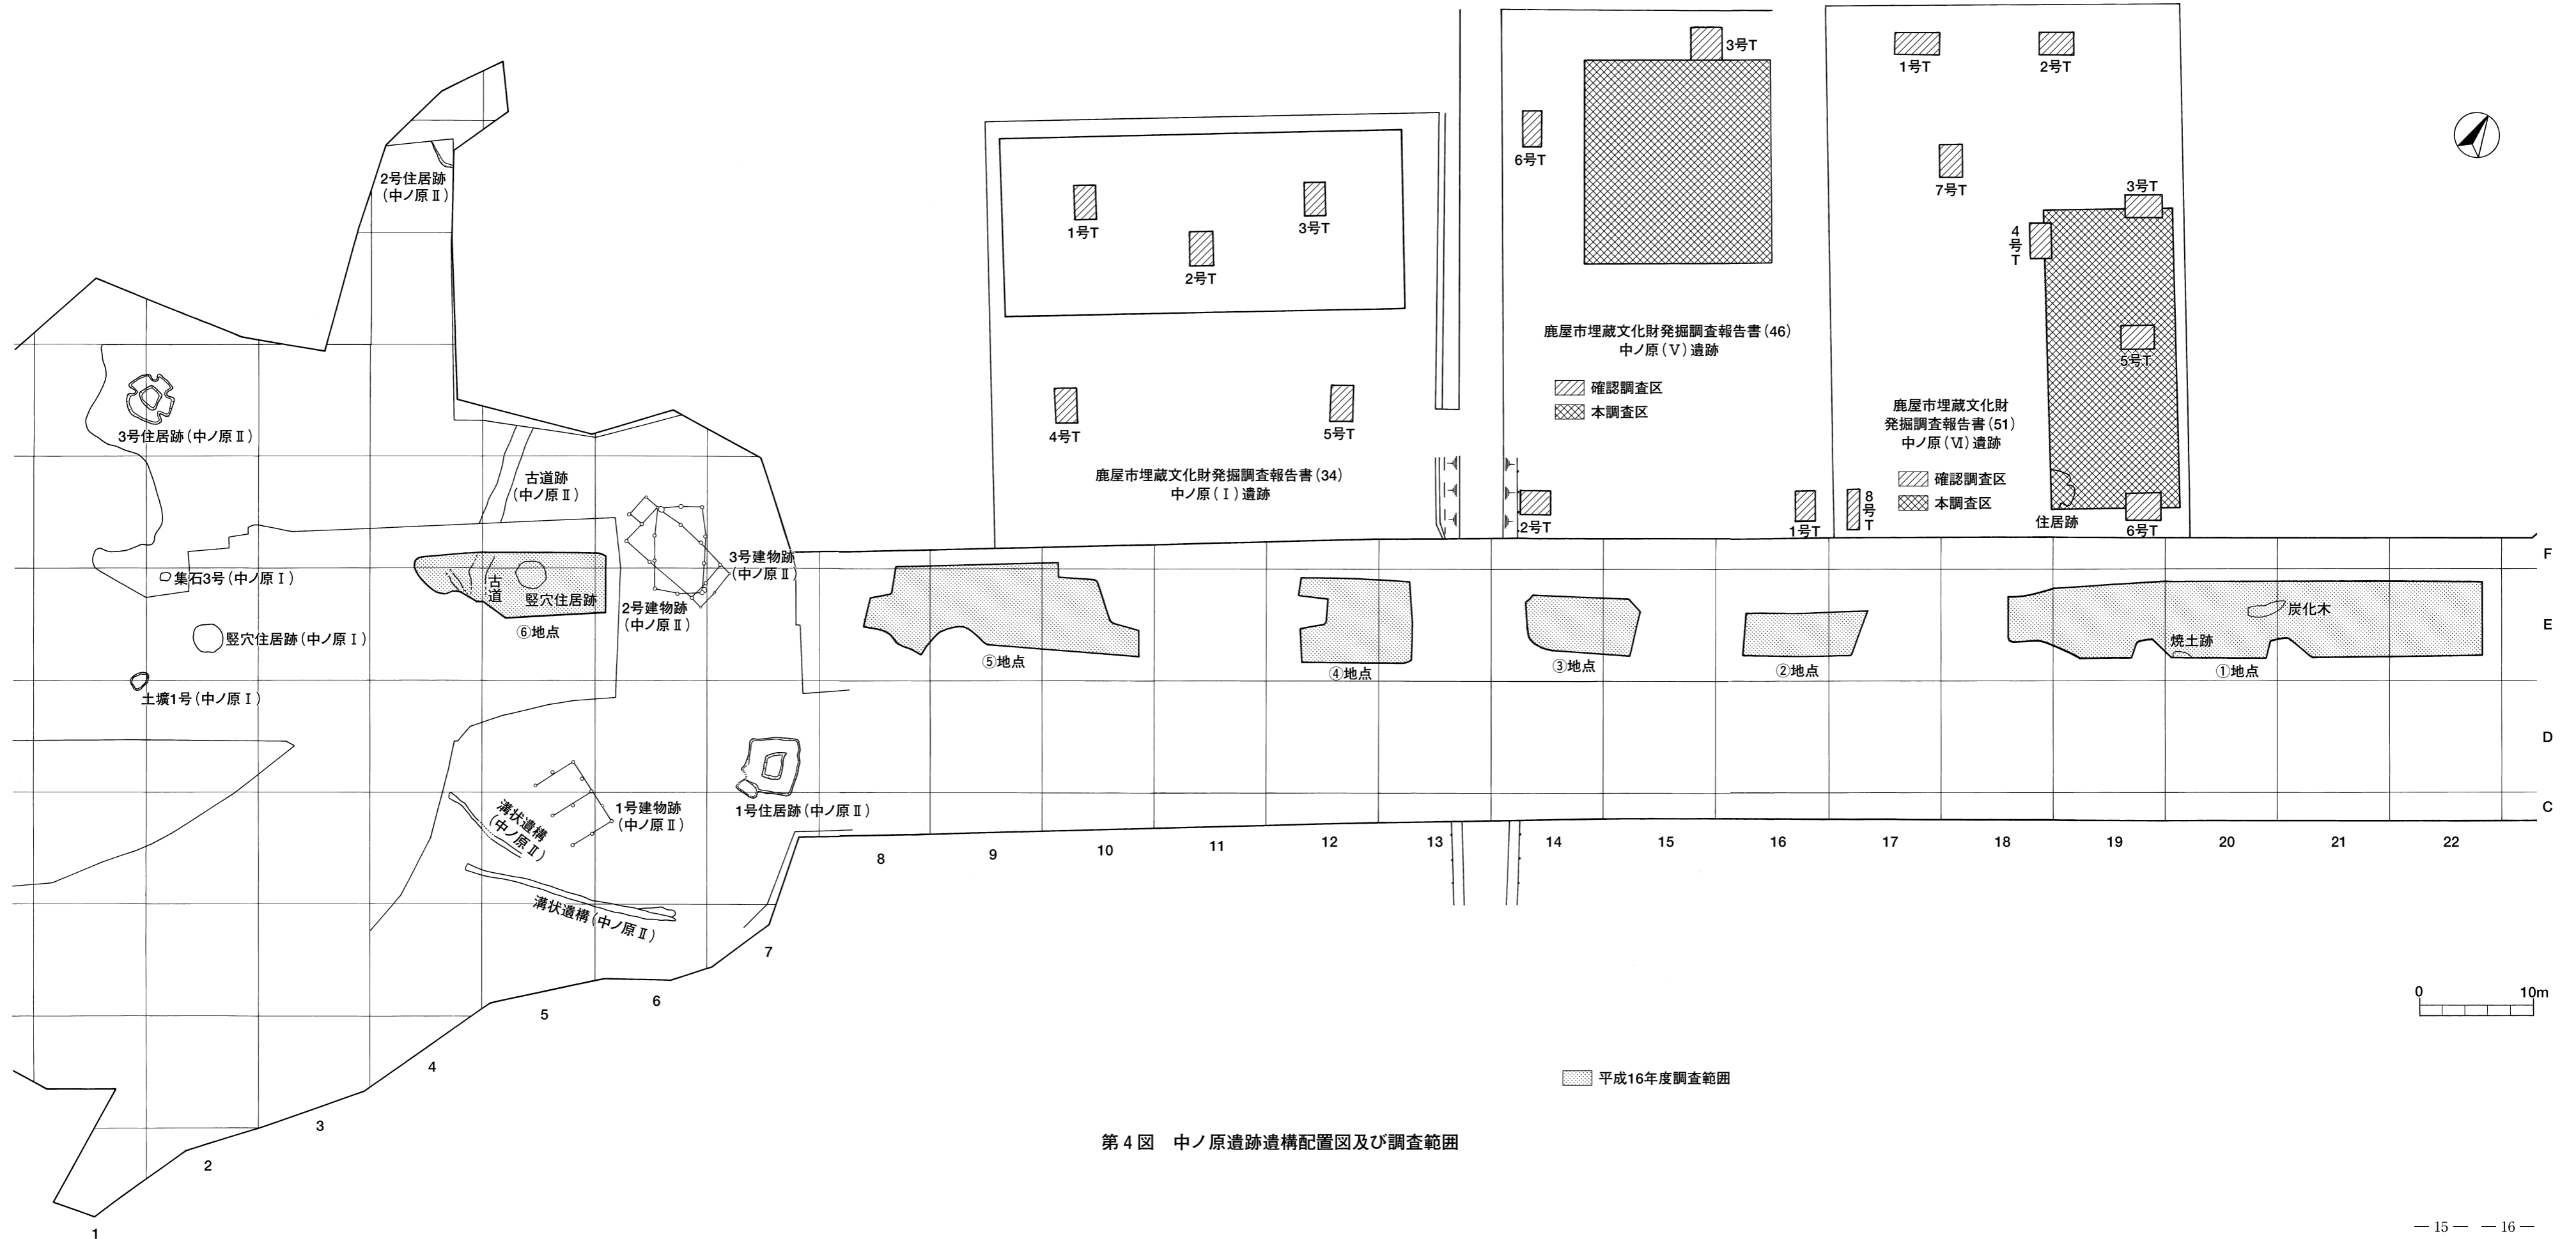 3号T
1号T
2号T
6号T
7号T
2号住居跡
（中ノ原Ⅱ）
1号T
3号T
2号T
3号T
4号T
5号T
鹿屋市埋蔵文化財発掘調査報告書（46）
中ノ原（Ⅴ）遺跡
確認調査区
本調査区
鹿屋市埋蔵文化財
発掘調査報告書（51）
中ノ原（Ⅵ）遺跡
確認調査区
本調査区
3号住居跡（中ノ原Ⅱ）
4号T
5号T
鹿屋市埋蔵文化財発掘調査報告書（34）
中ノ原（Ⅰ）遺跡
古道跡
（中ノ原Ⅱ）
2号T
1号T
8号T
住居跡
6号T
3号建物跡
（中ノ原Ⅱ）
F
集石3号（中ノ原Ⅰ）
古道
竪穴住居跡
2号建物跡
（中ノ原Ⅱ）
⑥地点
竪穴住居跡（中ノ原Ⅰ）
炭化木
E
焼土跡
⑤地点
④地点
③地点
②地点
①地点
土壙1号（中ノ原Ⅰ）
D
溝状遺構
（中ノ原Ⅱ）
1号建物跡
（中ノ原Ⅱ）
1号住居跡（中ノ原Ⅱ）
C
溝状遺構（中ノ原Ⅱ）
1
2
3
4
5
6
7
8
9
10
11
12
13
14
15
16
17
18
19
20
21
22
0 10m
平成16年度調査範囲
第4図 中ノ原遺跡遺構配置図及び調査範囲
― 15 ― ― 16 ―